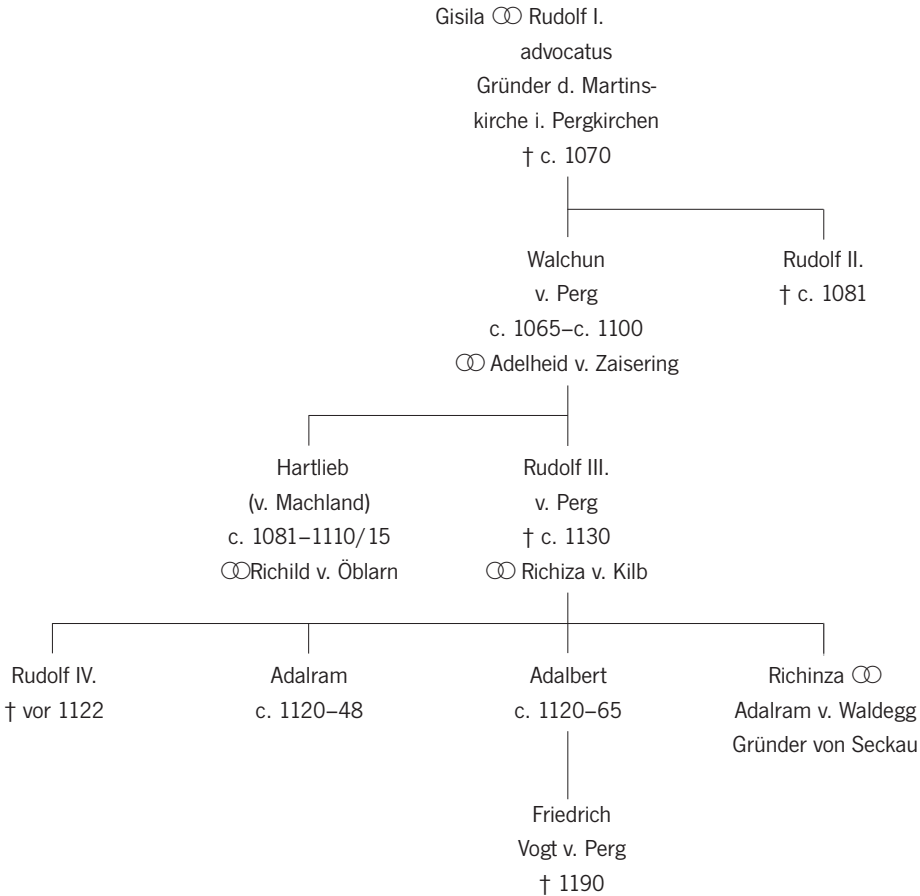 Gisila ⚭ Rudolf I.
advocatus
Gründer d. Martins-
kirche i. Pergkirchen
† c. 1070
Walchun
v. Perg
c. 1065–c. 1100
⚭ Adelheid v. Zaisering
Rudolf II.
† c. 1081
Hartlieb
(v. Machland)
c. 1081–1110/15
⚭Richild v. Öblarn
Rudolf III.
v. Perg
† c. 1130
⚭ Richiza v. Kilb
Rudolf IV.
† vor 1122
Adalram
c. 1120–48
Adalbert
c. 1120–65
Richinza ⚭
Adalram v. Waldegg
Gründer von Seckau
Friedrich
Vogt v. Perg
† 1190